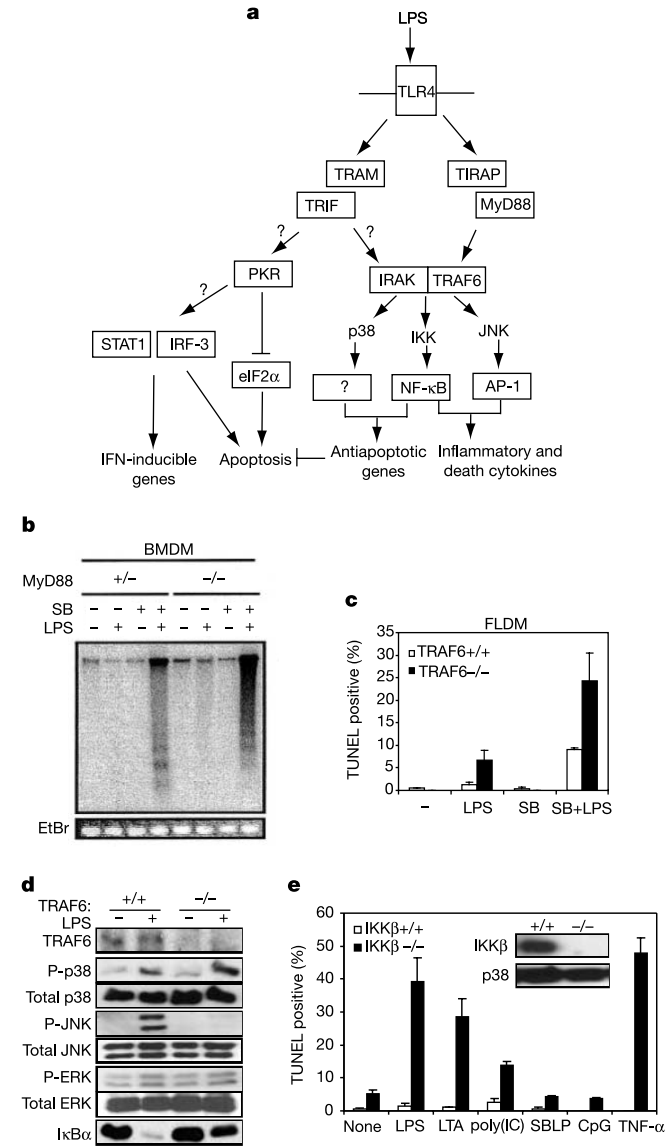 a
LPS
TLR4
TRAM TIRAP
TRIF MyD88
? ?
PKR IRAK TRAF6
?
p38 IKK JNK
STAT1 IRF-3
eIF2α ? NF-κB AP-1
IFN-inducible genes Apoptosis Antiapoptotic genes Inflammatory and death cytokines
b
BMDM
MyD88 +/– –/–
SB – – + + – – + +
LPS – + – + – + – +
EtBr
c
FLDM
TUNEL positive (%)
35
30
25
20
15
10
5
0
TRAF6+/+
TRAF6–/–
– LPS SB SB+LPS
d
TRAF6: +/+ –/–
LPS – + – +
TRAF6
P-p38
Total p38
P-JNK
Total JNK
P-ERK
Total ERK
IκBα
e
TUNEL positive (%)
60
50
40
30
20
10
0
IKKβ+/+
IKKβ –/–
+/+ –/–
IKKβ
p38
None LPS LTA poly(IC) SBLP CpG TNF-α